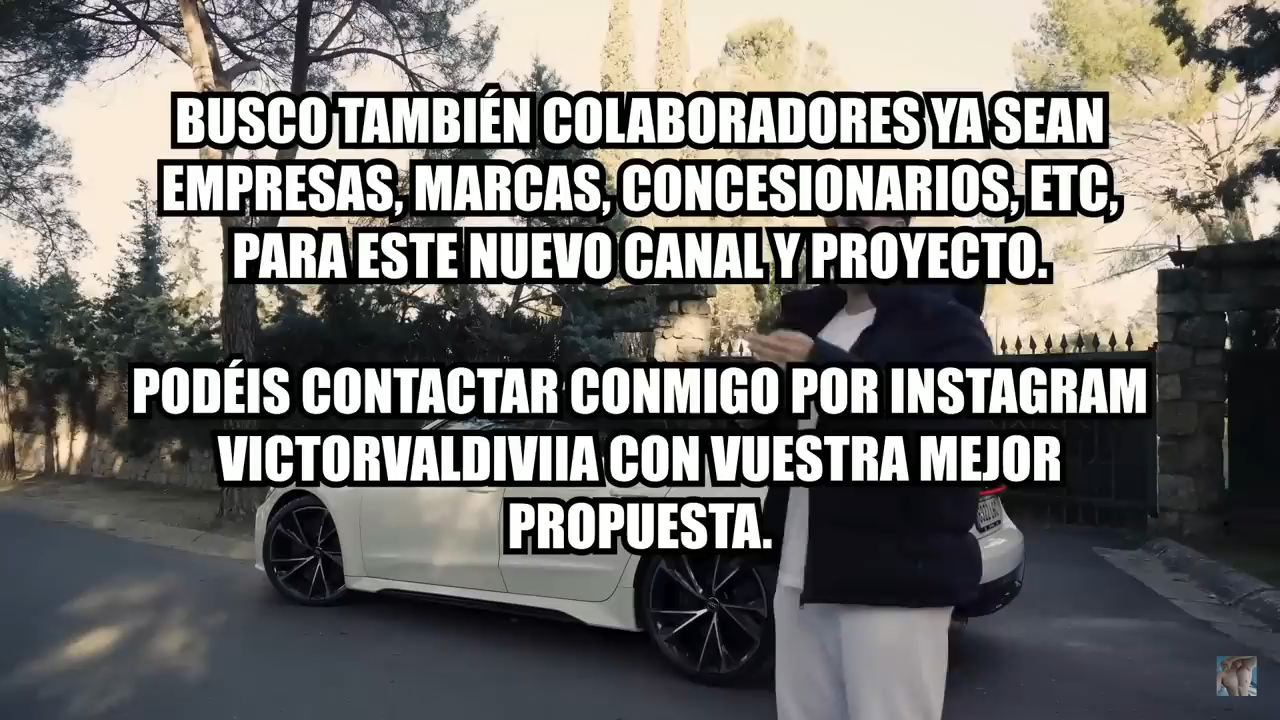 BUSCO TAMBIÉN COLABORADORES YA SEAN
EMPRESAS, MARCAS, CONCESIONARIOS, ETC,
PARA ESTE NUEVO CANAL Y PROYECTO.
PODÉIS CONTACTAR CONMIGO POR INSTAGRAM
VICTORVALDIVIIA CON VUESTRA MEJOR
PROPUESTA.